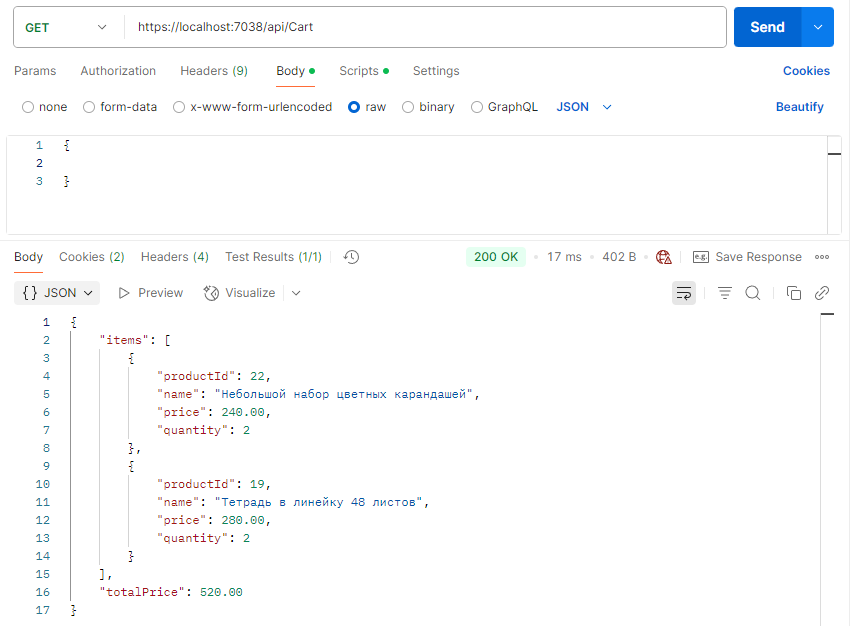 GET https://localhost:7038/api/Cart Send
Params Authorization Headers (9) Body Scripts Settings Cookies
none form-data x-www-form-urlencoded raw binary GraphQL JSON Beautify
1 {
2
3 }
Body Cookies (2) Headers (4) Test Results (1/1) 200 OK 17 ms 402 B e.g. Save Response
{} JSON Preview Visualize
1 {
2 "items": [
3 {
4 "productId": 22,
5 "name": "Небольшой набор цветных карандашей",
6 "price": 240.00,
7 "quantity": 2
8 },
9 {
10 "productId": 19,
11 "name": "Тетрадь в линейку 48 листов",
12 "price": 280.00,
13 "quantity": 2
14 }
15 ],
16 "totalPrice": 520.00
17 }